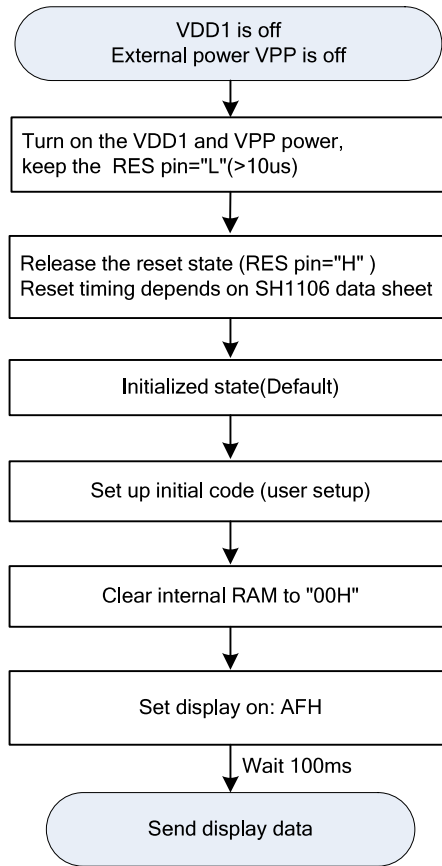 VDD1 is off
External power VPP is off
Turn on the VDD1 and VPP power,
keep the RES pin="L"(>10us)
Release the reset state (RES pin="H" )
Reset timing depends on SH1106 data sheet
Initialized state(Default)
Set up initial code (user setup)
Clear internal RAM to "00H"
Set display on: AFH
Wait 100ms
Send display data